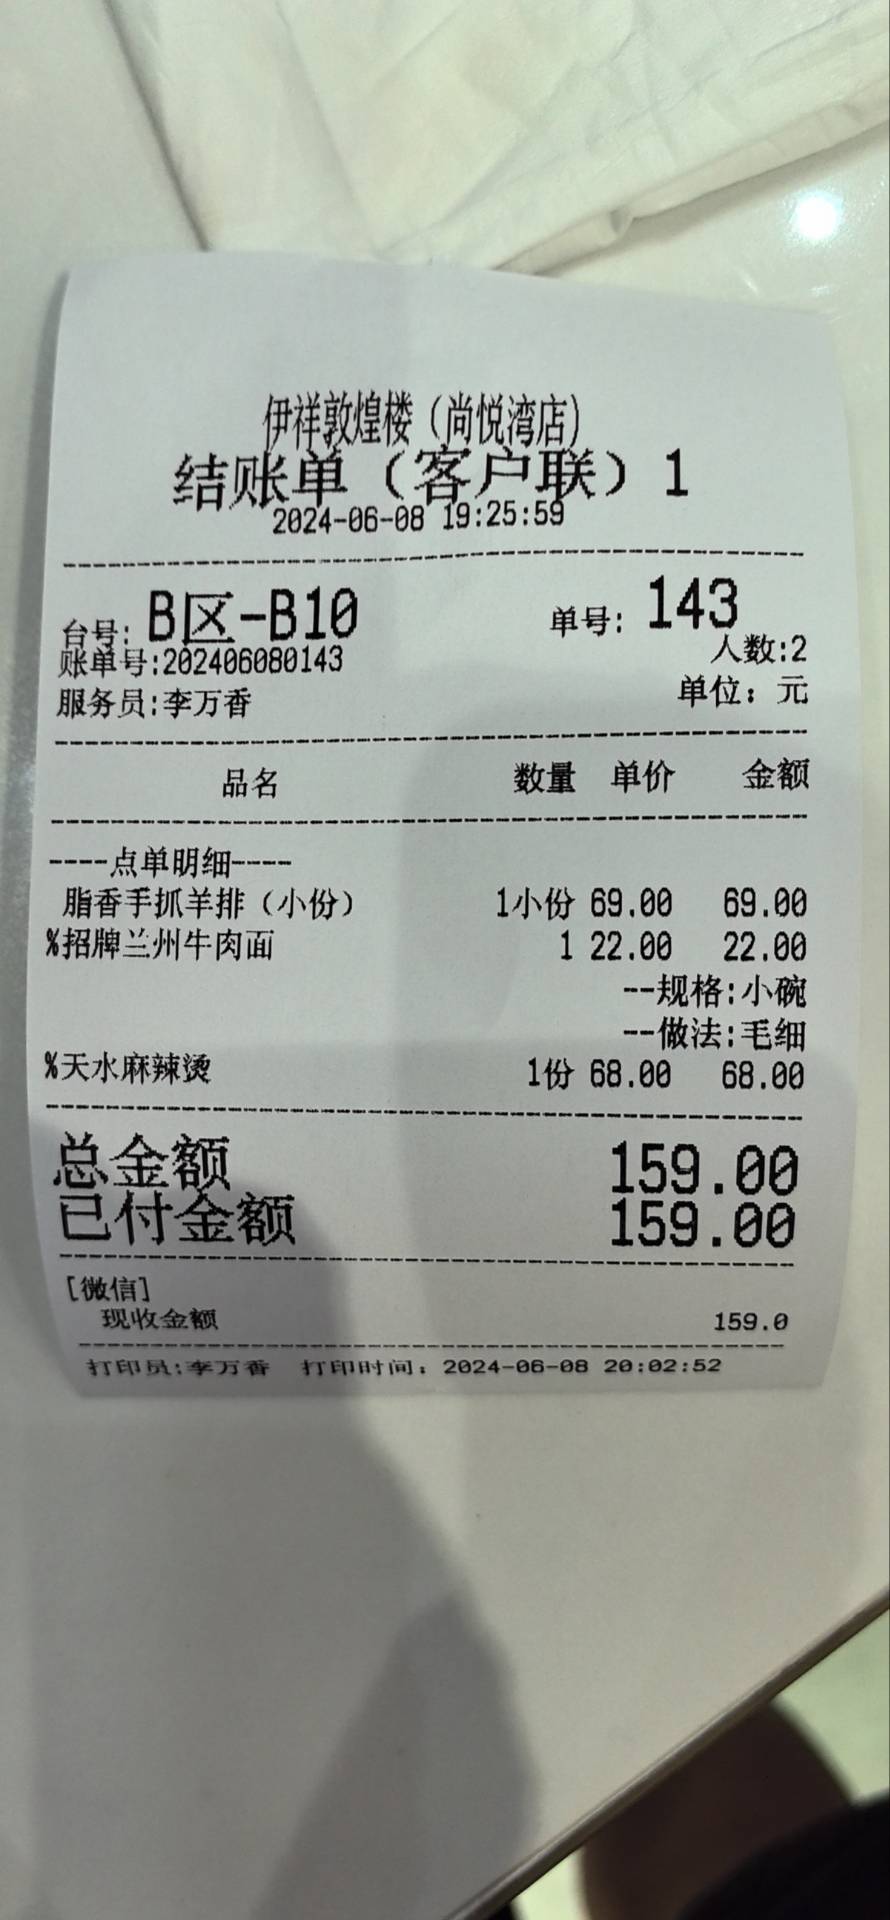 伊祥敦煌楼（尚悦湾店）
结账单（客户联）1
2024-06-08 19:25:59
台号: B区-B10 单号: 143
账单号:202406080143 人数:2
服务员:李万香 单位：元
品名 数量 单价 金额
----点单明细----
脂香手抓羊排（小份） 1小份 69.00 69.00
%招牌兰州牛肉面 1 22.00 22.00
--规格:小碗
--做法:毛细
%天水麻辣烫 1份 68.00 68.00
总金额 159.00
已付金额 159.00
[微信]
现收金额 159.0
打印员:李万香 打印时间：2024-06-08 20:02:52